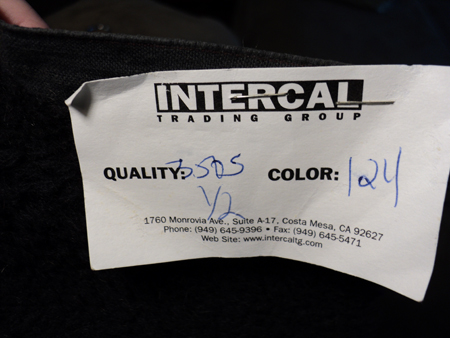 INTERCAL
TRADING GROUP
QUALITY: 3505 COLOR: 124
1/2
1760 Monrovia Ave., Suite A-17, Costa Mesa, CA 92627
Phone: (949) 645-9396 • Fax: (949) 645-5471
Web Site: www.intercaltg.com